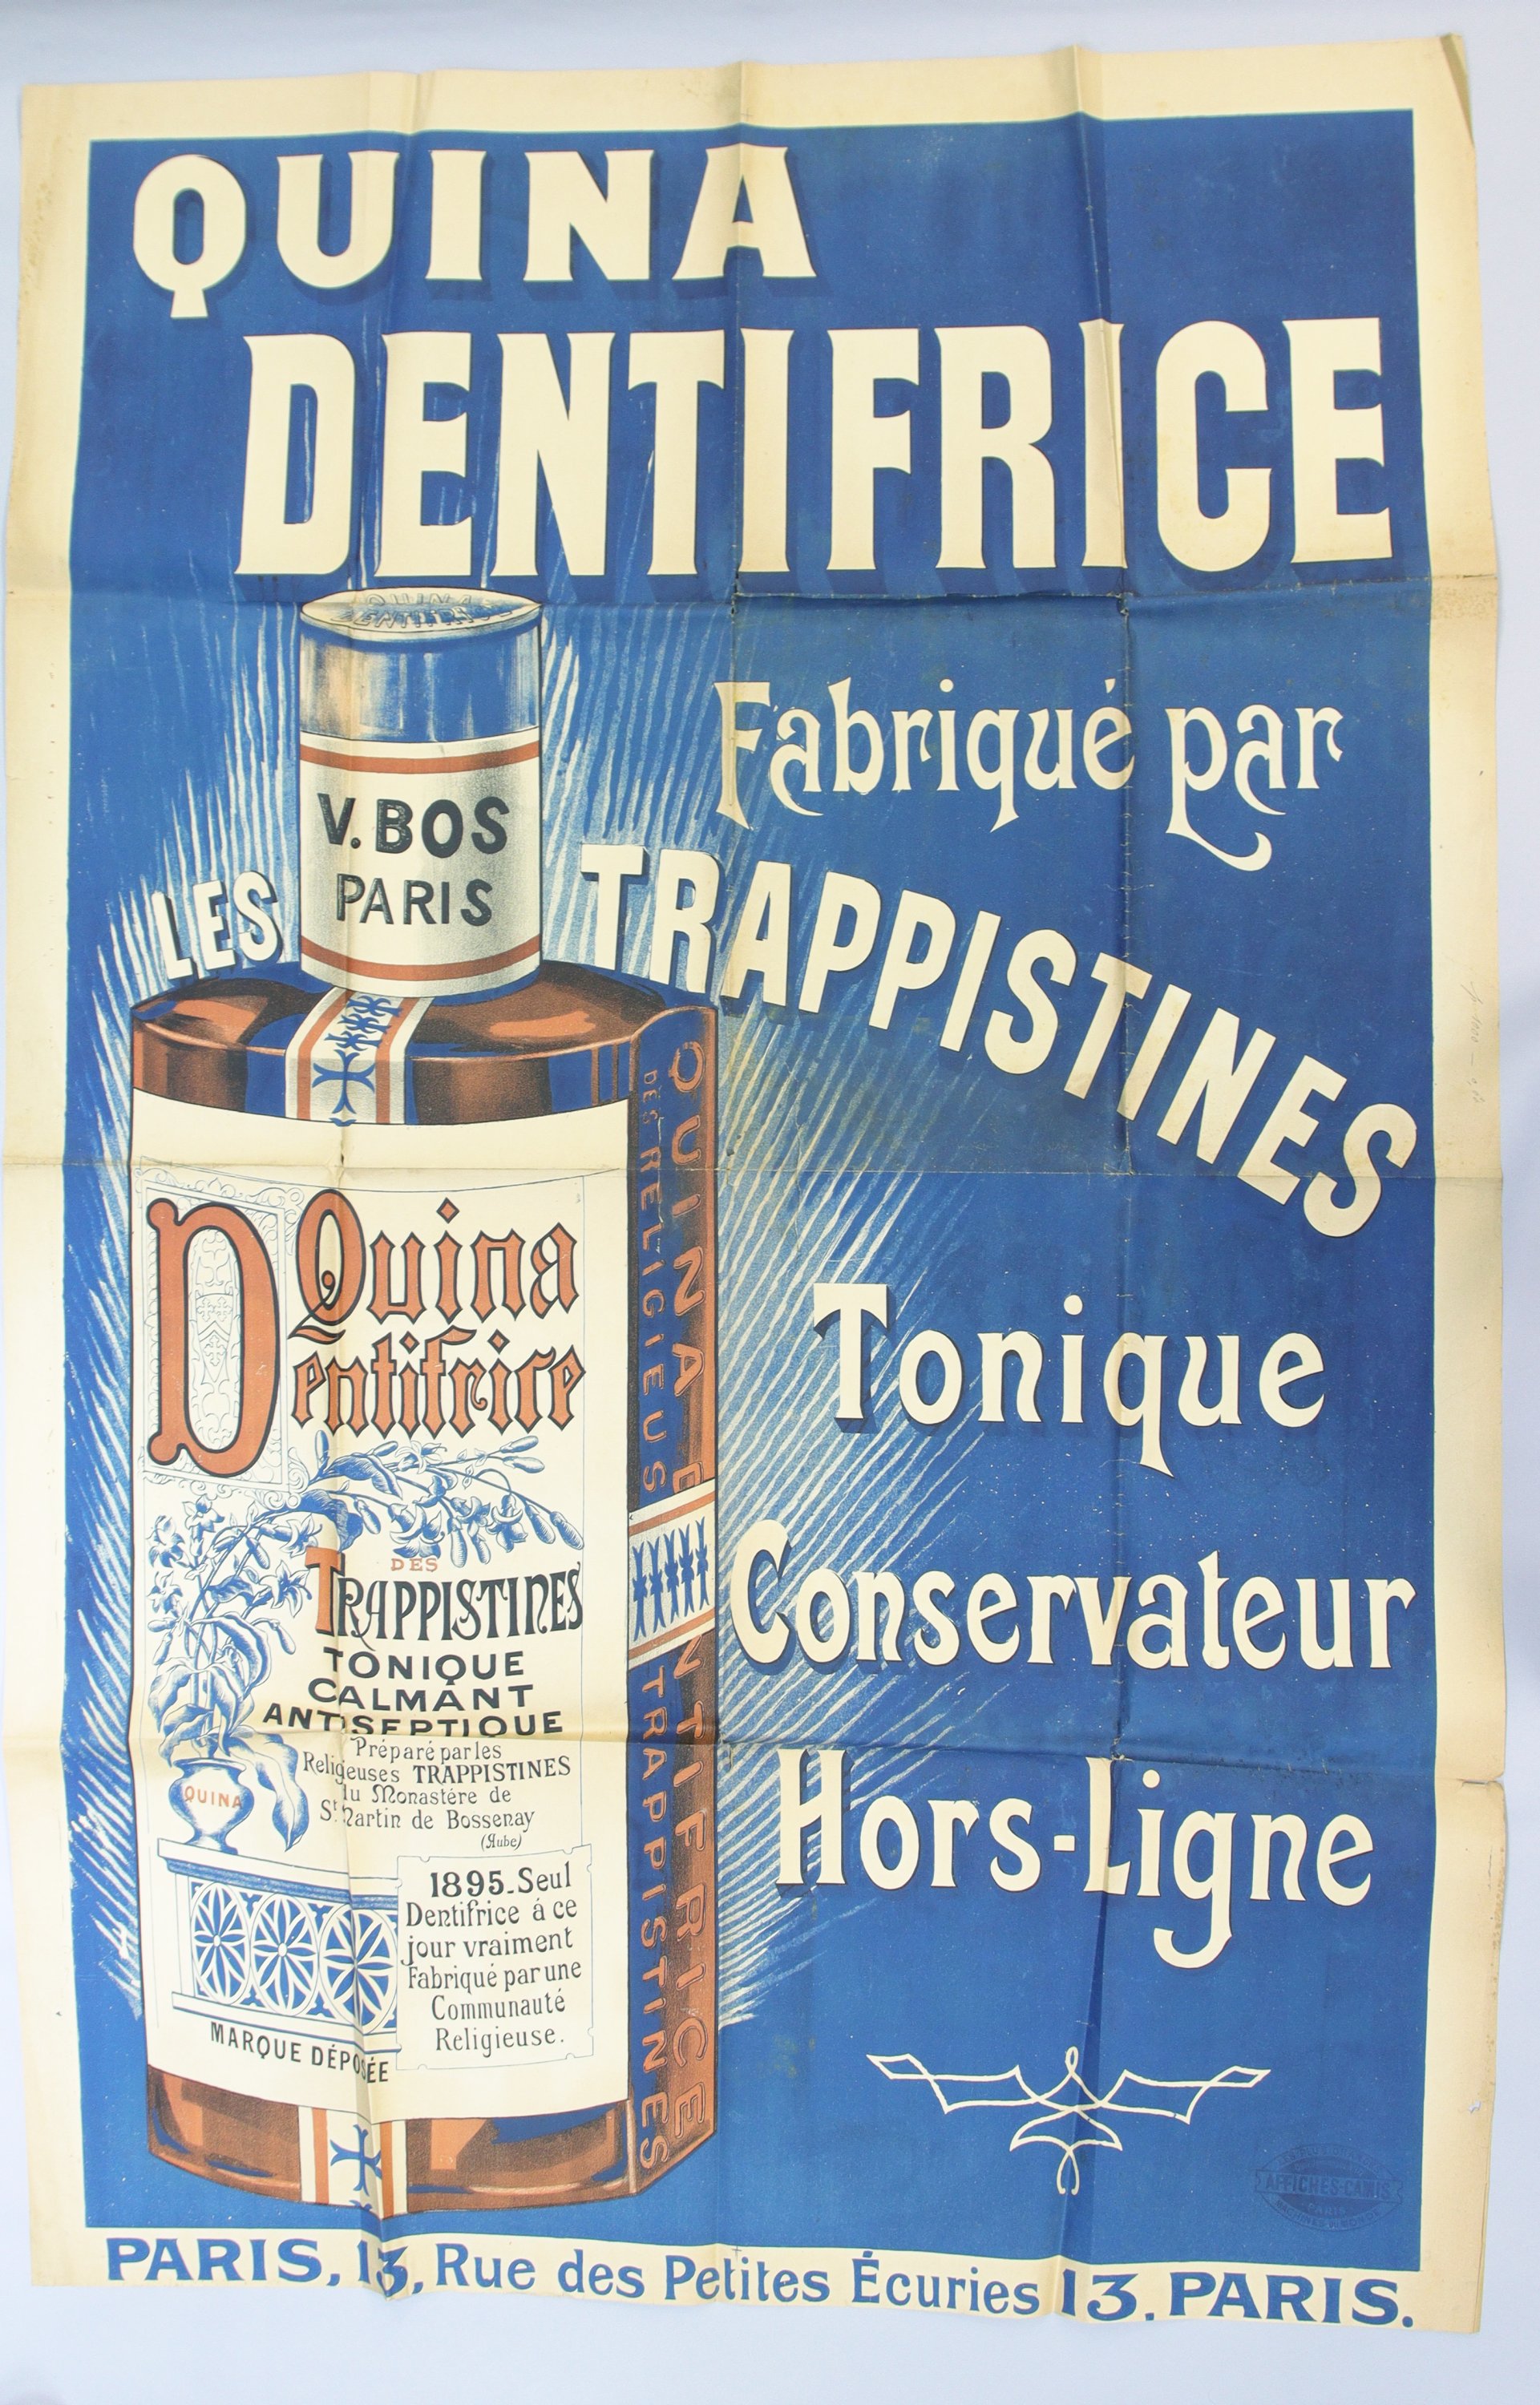 QUINA
DENTIFRICE
Fabriqué par
LES TRAPPISTINES
Tonique
Conservateur
Hors-Ligne
QUINA
DENTIFRICE
V. BOS
PARIS
D Quina
Dentifrice
DES
TRAPPISTINES
TONIQUE
CALMANT
ANTISEPTIQUE
Préparé par les
Religieuses TRAPPISTINES
du Monastère de
St Martin de Bossenay
(Aube)
QUINA
1895_Seul
Dentifrice à ce
jour vraiment
Fabriqué par une
Communauté
Religieuse.
MARQUE DÉPOSÉE
QUINA DENTIFRICE
DES RELIGIEUS TRAPPISTINES
AFFICHES-CAMIS
PARIS
PARIS, 13, Rue des Petites Écuries 13, PARIS.